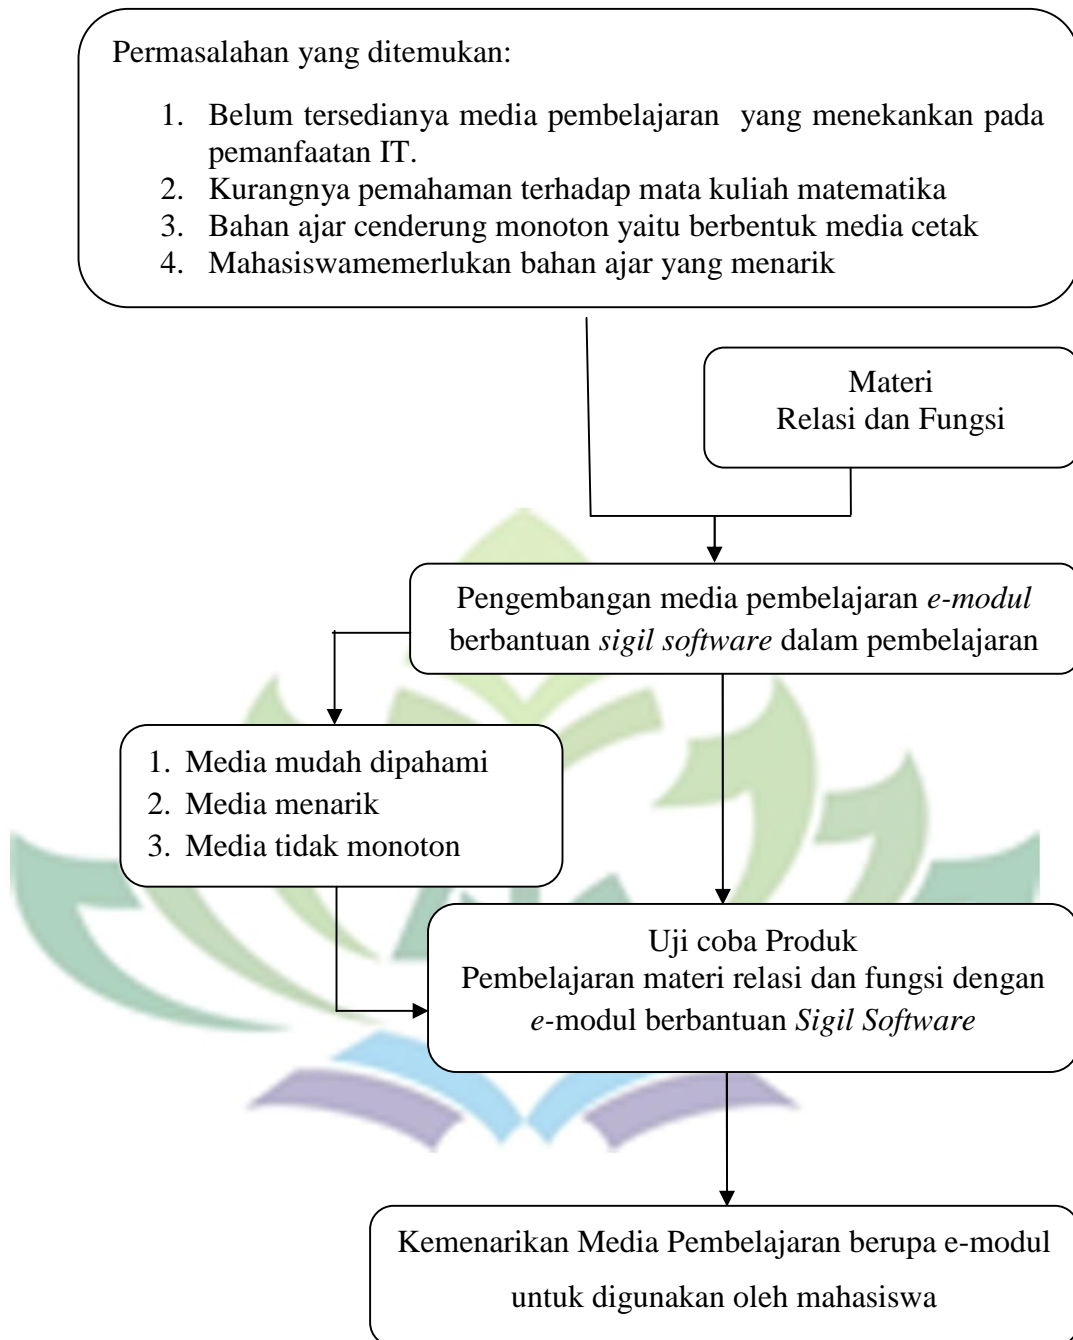 Permasalahan yang ditemukan:
1. Belum tersedianya media pembelajaran yang menekankan pada
pemanfaatan IT.
2. Kurangnya pemahaman terhadap mata kuliah matematika
3. Bahan ajar cenderung monoton yaitu berbentuk media cetak
4. Mahasiswamemerlukan bahan ajar yang menarik
Materi
Relasi dan Fungsi
Pengembangan media pembelajaran e-modul
berbantuan sigil software dalam pembelajaran
1. Media mudah dipahami
2. Media menarik
3. Media tidak monoton
Uji coba Produk
Pembelajaran materi relasi dan fungsi dengan
e-modul berbantuan Sigil Software
Kemenarikan Media Pembelajaran berupa e-modul
untuk digunakan oleh mahasiswa